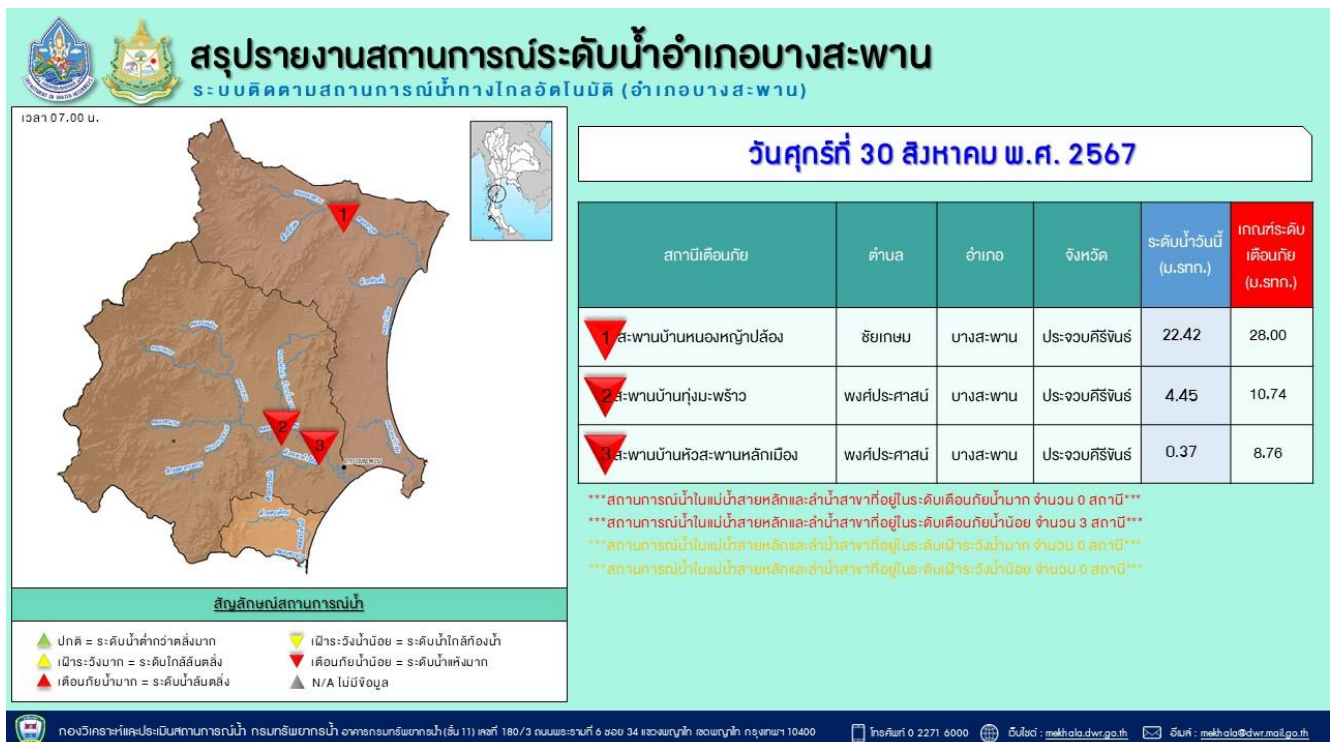 สรุปรายงานสถานการณ์ระดับน้ำอำเภอบางสะพาน
ระบบติดตามสถานการณ์น้ำทางไกลอัตโนมัติ (อำเภอบางสะพาน)
เวลา 07.00 น.
1
2
3
วันศุกร์ที่ 30 สิงหาคม พ.ศ. 2567
สถานีเตือนภัย ตำบล อำเภอ จังหวัด ระดับน้ำวันนี้ (ม.รทก.) เกณฑ์ระดับเตือนภัย (ม.รทก.)
1 สะพานบ้านหนองหญ้าปล้อง ชัยเกษม บางสะพาน ประจวบคีรีขันธ์ 22.42 28.00
2 สะพานบ้านทุ่งมะพร้าว พงศ์ประศาสน์ บางสะพาน ประจวบคีรีขันธ์ 4.45 10.74
3 สะพานบ้านหัวสะพานหลักเมือง พงศ์ประศาสน์ บางสะพาน ประจวบคีรีขันธ์ 0.37 8.76
***สถานการณ์น้ำในแม่น้ำสายหลักและลำน้ำสาขาที่อยู่ในระดับเตือนภัยน้ำมาก จำนวน 0 สถานี***
***สถานการณ์น้ำในแม่น้ำสายหลักและลำน้ำสาขาที่อยู่ในระดับเตือนภัยน้ำน้อย จำนวน 3 สถานี***
***สถานการณ์น้ำในแม่น้ำสายหลักและลำน้ำสาขาที่อยู่ในระดับเฝ้าระวังน้ำมาก จำนวน 0 สถานี***
***สถานการณ์น้ำในแม่น้ำสายหลักและลำน้ำสาขาที่อยู่ในระดับเฝ้าระวังน้ำน้อย จำนวน 0 สถานี***
สัญลักษณ์สถานการณ์น้ำ
ปกติ = ระดับน้ำต่ำกว่าตลิ่งมาก
เฝ้าระวังมาก = ระดับใกล้ล้นตลิ่ง
เตือนภัยน้ำมาก = ระดับน้ำล้นตลิ่ง
เฝ้าระวังน้ำน้อย = ระดับน้ำใกล้ท้องน้ำ
เตือนภัยน้ำน้อย = ระดับน้ำแห้งมาก
N/A ไม่มีข้อมูล
กองวิเคราะห์และประเมินสถานการณ์น้ำ กรมทรัพยากรน้ำ อาคารกรมทรัพยากรน้ำ (ชั้น 11) เลขที่ 180/3 ถนนพระรามที่ 6 ซอย 34 แขวงพญาไท เขตพญาไท กรุงเทพฯ 10400 โทรศัพท์ 0 2271 6000 เว็บไซต์ : mekhala.dwr.go.th อีเมล์ : mekhala@dwr.mail.go.th